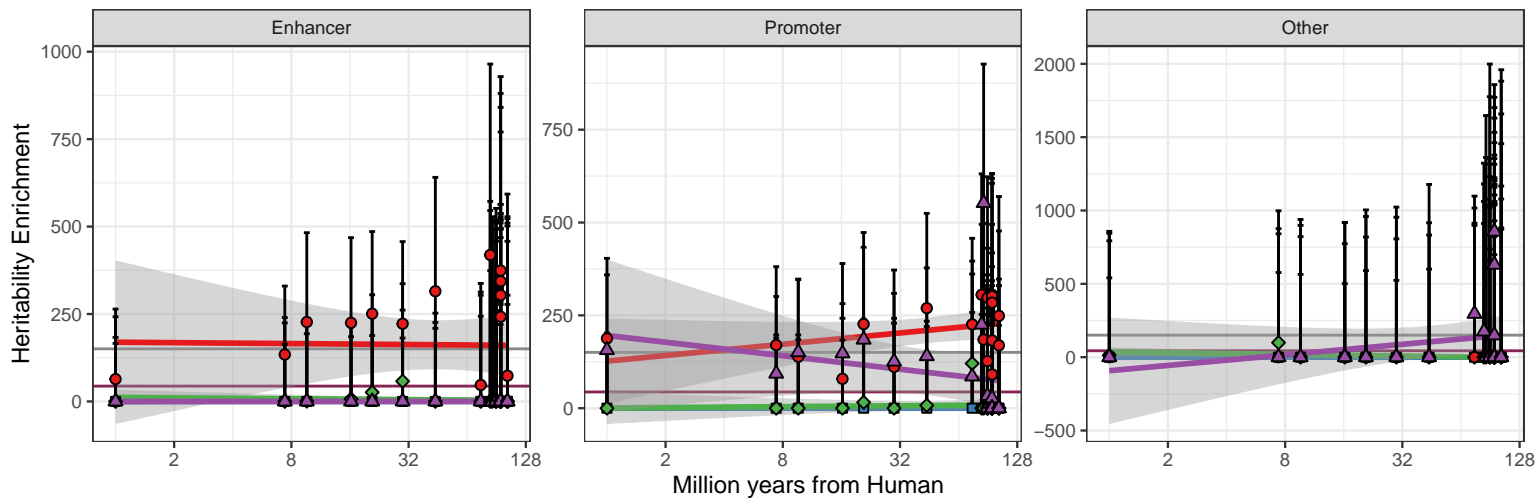 Enhancer
Promoter
Other
Heritability Enrichment
1000
750
500
250
0
750
500
250
0
2000
1500
1000
500
0
−500
2 8 32 128
2 8 32 128
2 8 32 128
Million years from Human